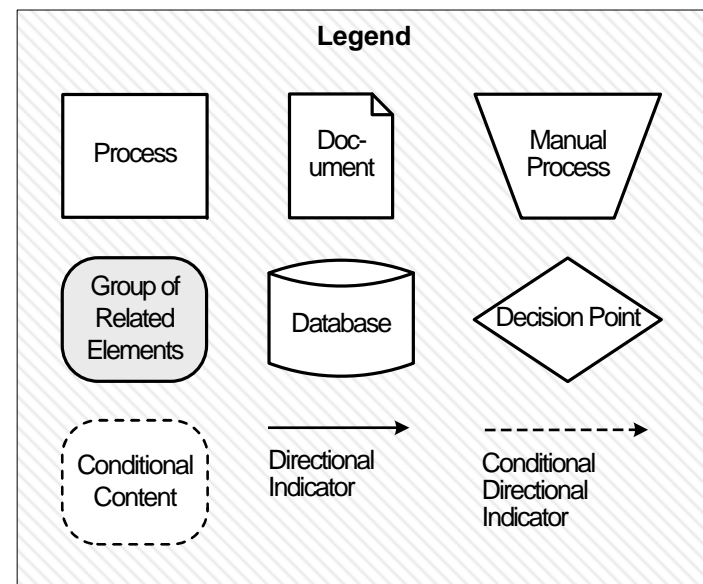 Legend
Process
Doc-
ument
Manual
Process
Group of
Related
Elements
Database
Decision Point
Conditional
Content
Directional
Indicator
Conditional
Directional
Indicator